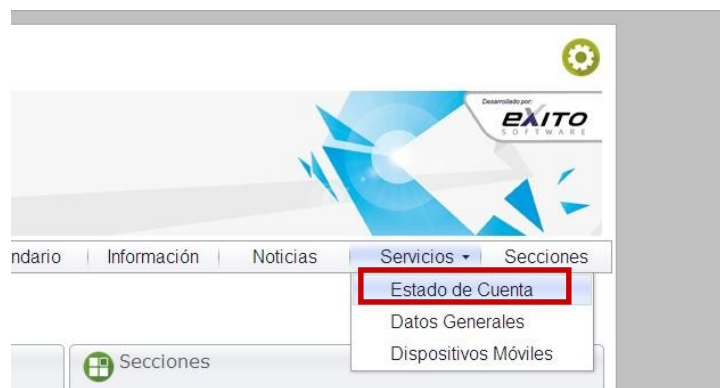 Desarrollado por:
eXITO
SOFTWARE
ndario Información Noticias Servicios Secciones
Estado de Cuenta
Datos Generales
Dispositivos Móviles
Secciones